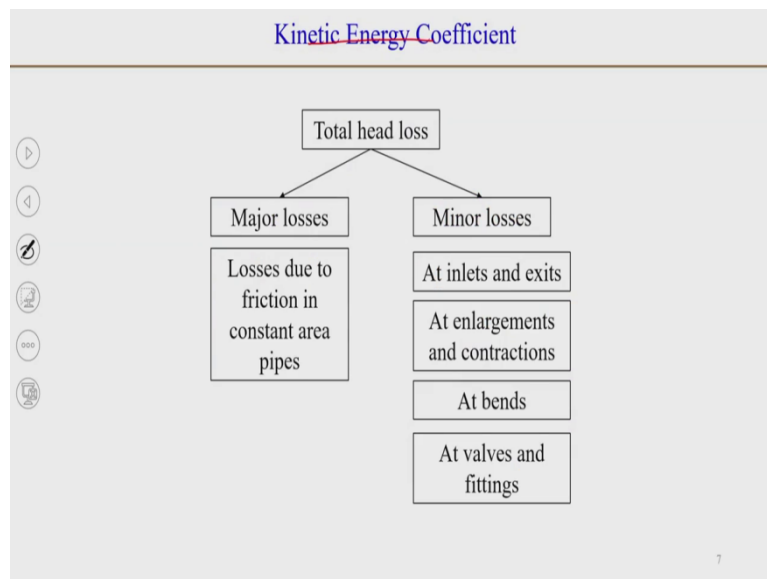 Kinetic Energy Coefficient
Total head loss
Major losses
Minor losses
Losses due to
friction in
constant area
pipes
At inlets and exits
At enlargements
and contractions
At bends
At valves and
fittings
7